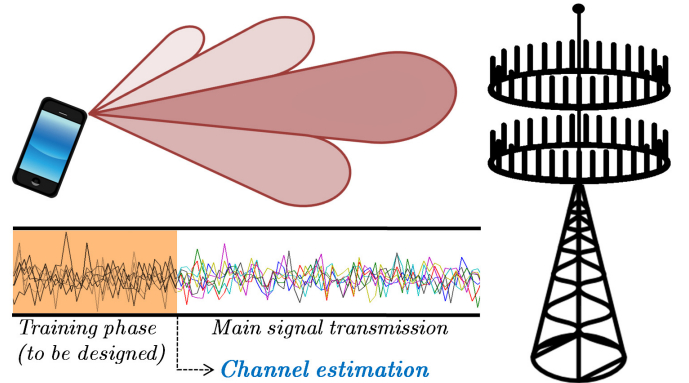 Training phase
(to be designed)
Main signal transmission
Channel estimation